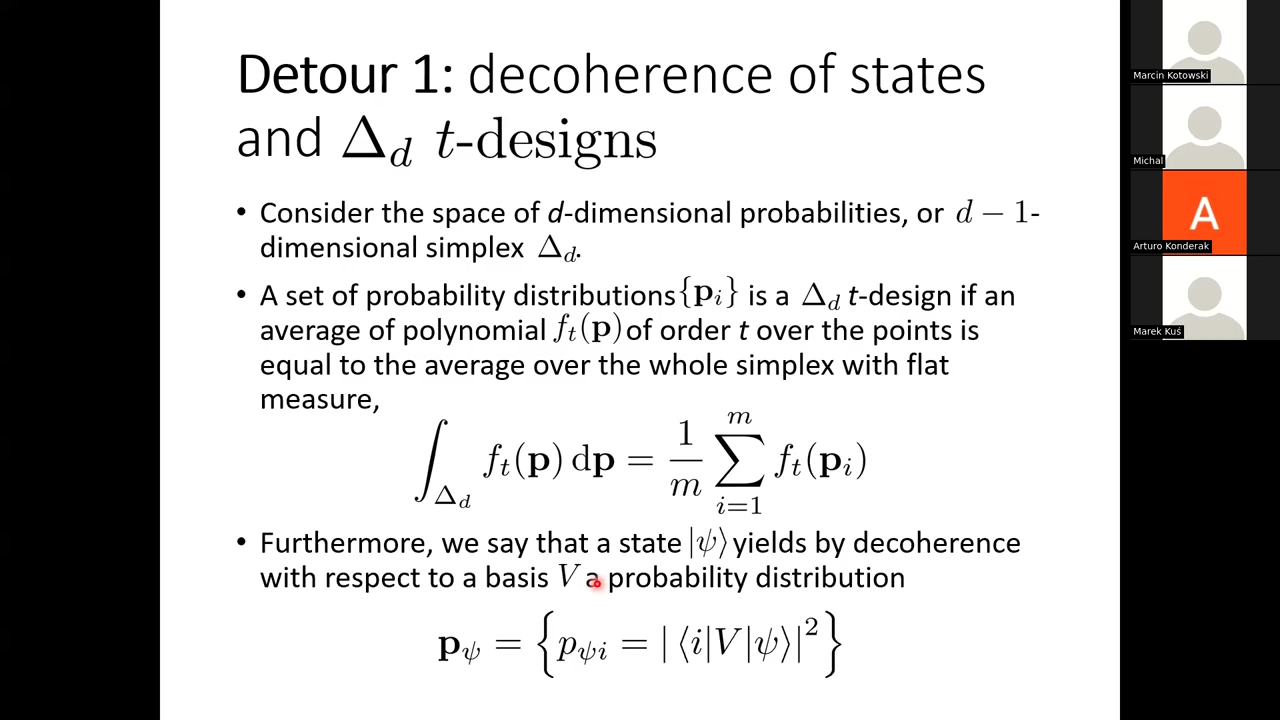 Detour 1: decoherence of states
and Δ_d t-designs
• Consider the space of d-dimensional probabilities, or d − 1-
dimensional simplex Δ_d.
• A set of probability distributions {p_i} is a Δ_d t-design if an
average of polynomial f_t(p) of order t over the points is
equal to the average over the whole simplex with flat
measure,
∫_{Δ_d} f_t(p) dp = \frac{1}{m} ∑_{i=1}^{m} f_t(p_i)
• Furthermore, we say that a state |ψ⟩ yields by decoherence
with respect to a basis V a probability distribution
p_ψ = { p_{ψi} = | ⟨i|V|ψ⟩|^2 }
Marcin Kotowski
Michal
A
Arturo Konderak
Marek Kuś